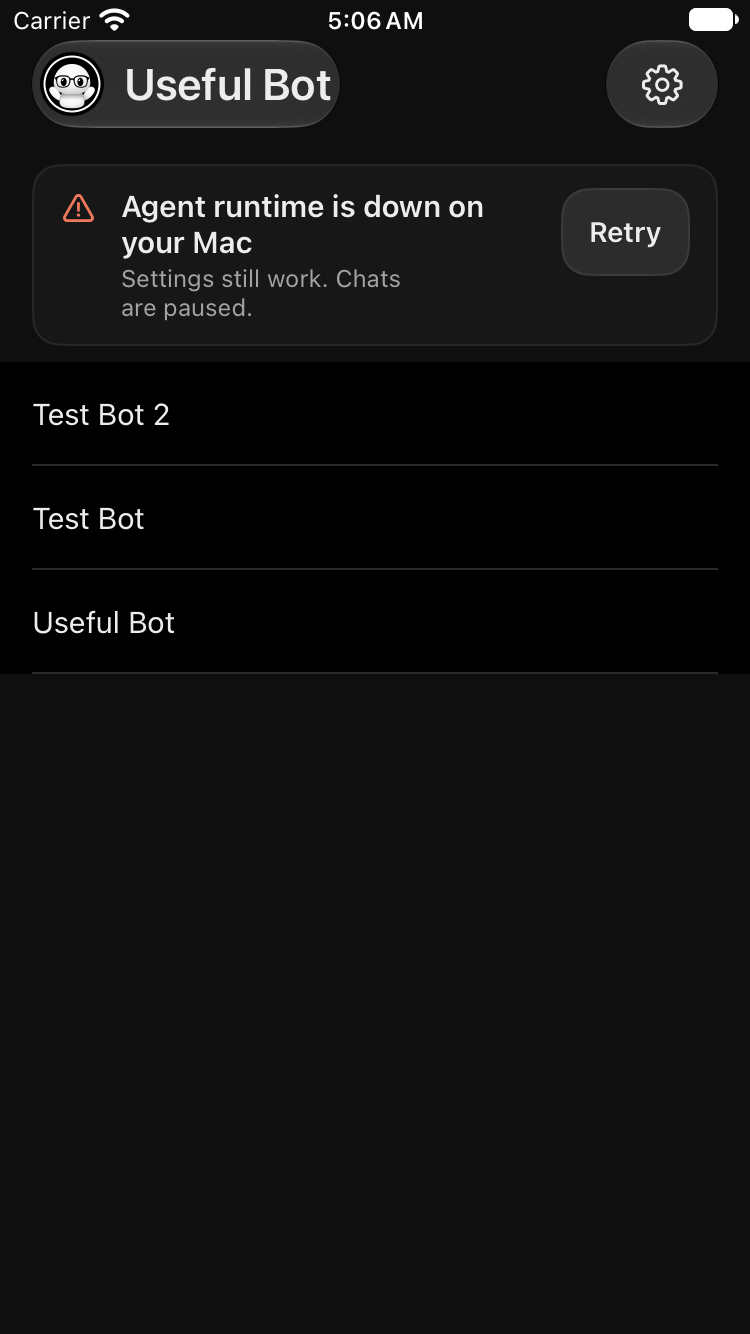 Carrier 5:06 AM
Useful Bot
Agent runtime is down on
your Mac
Retry
Settings still work. Chats
are paused.
Test Bot 2
Test Bot
Useful Bot